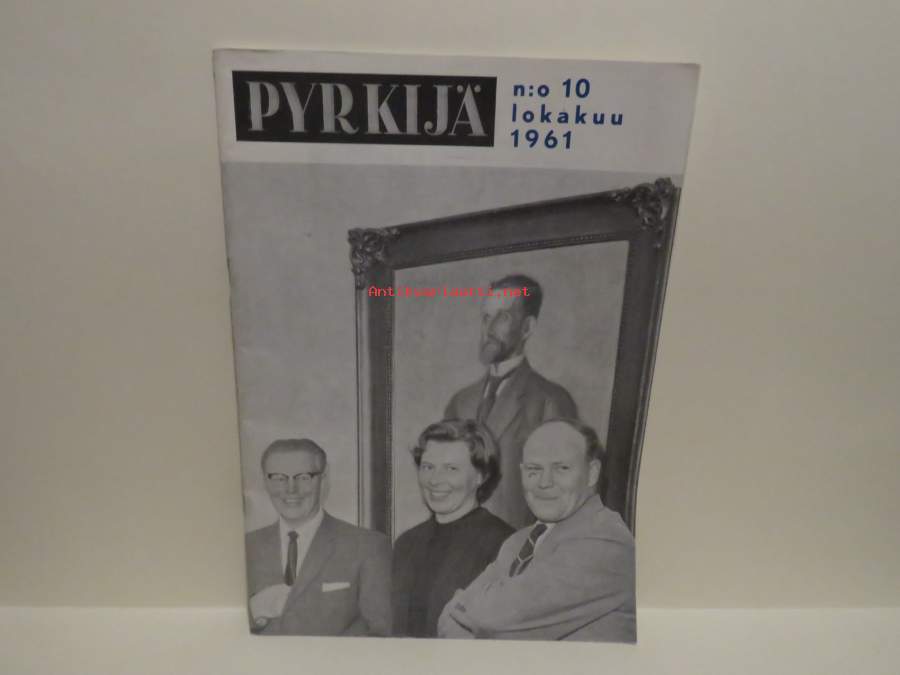 PYRKIJÄ
n:o 10
lokakuu
1961
Antikvariaatti.net